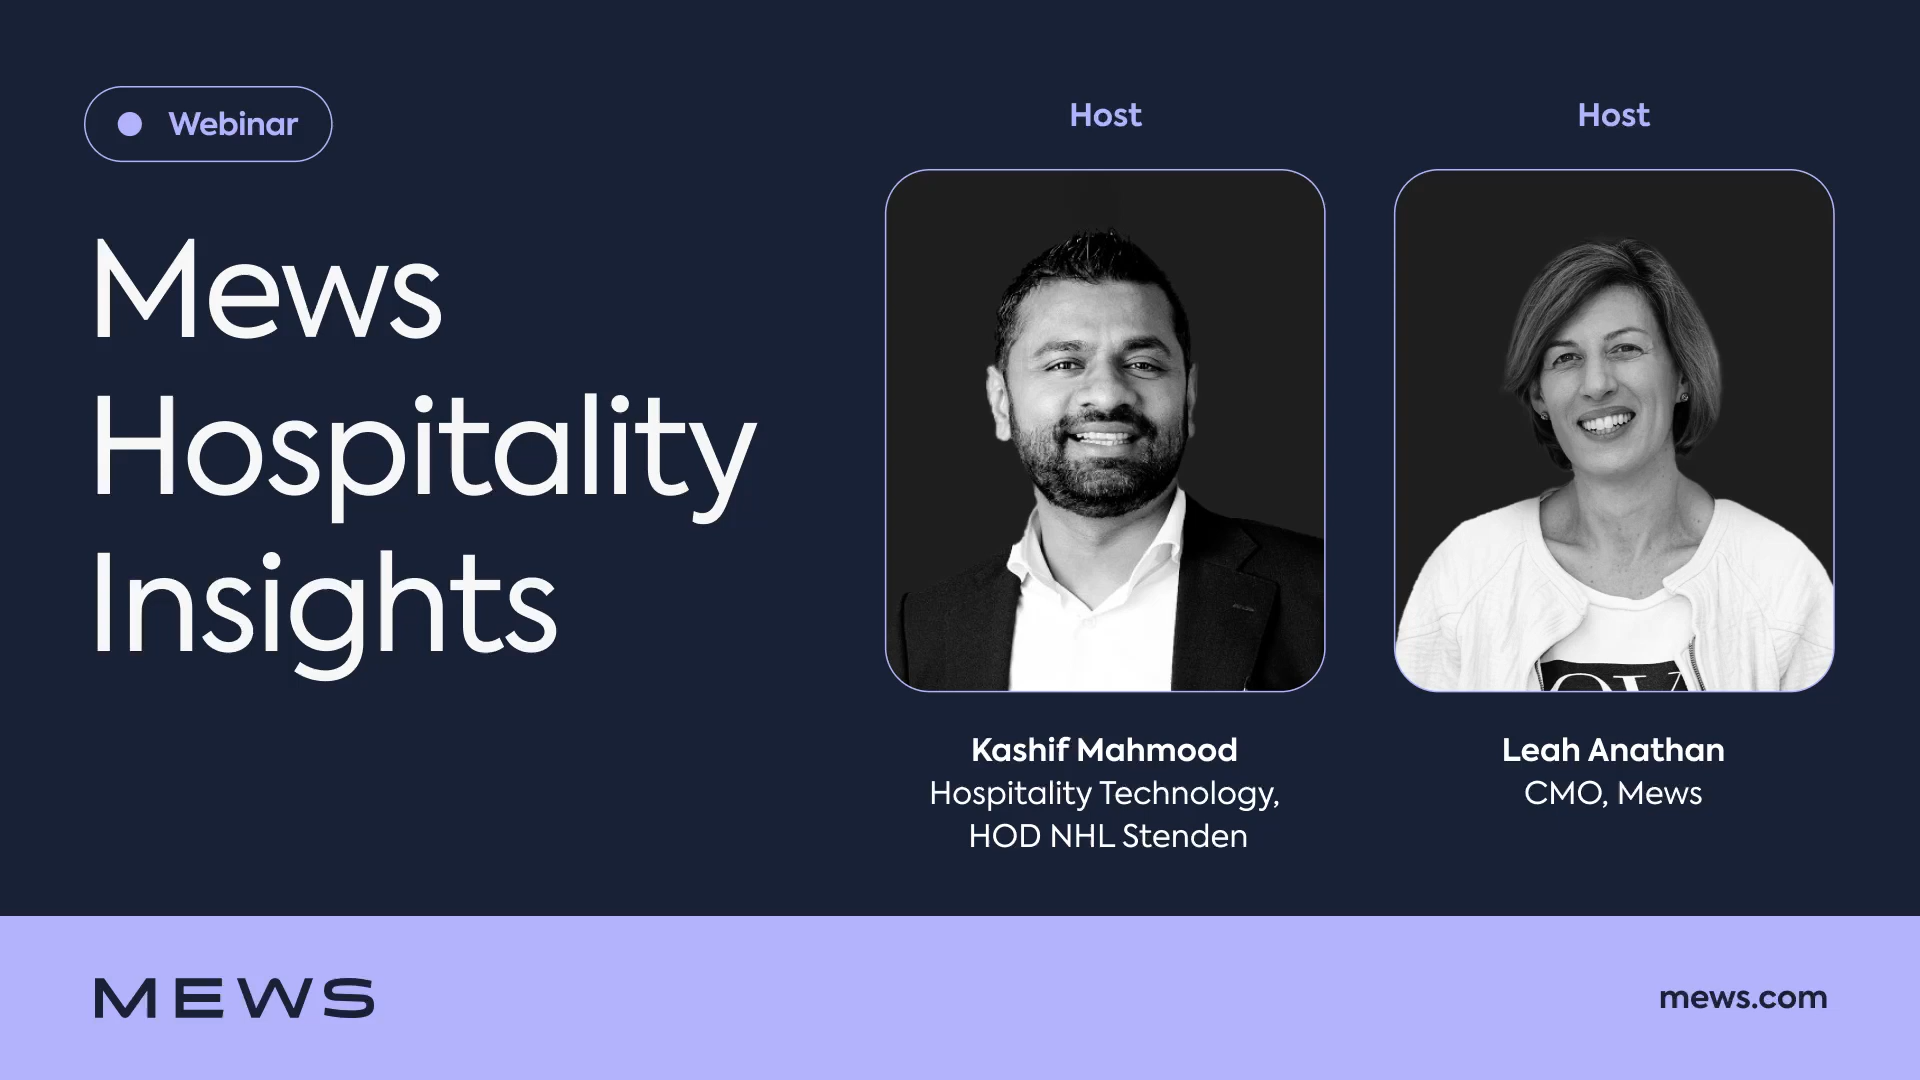 Webinar
Mews
Hospitality
Insights
Host
Kashif Mahmood
Hospitality Technology,
HOD NHL Stenden
Host
Leah Anathan
CMO, Mews
MEWS
mews.com